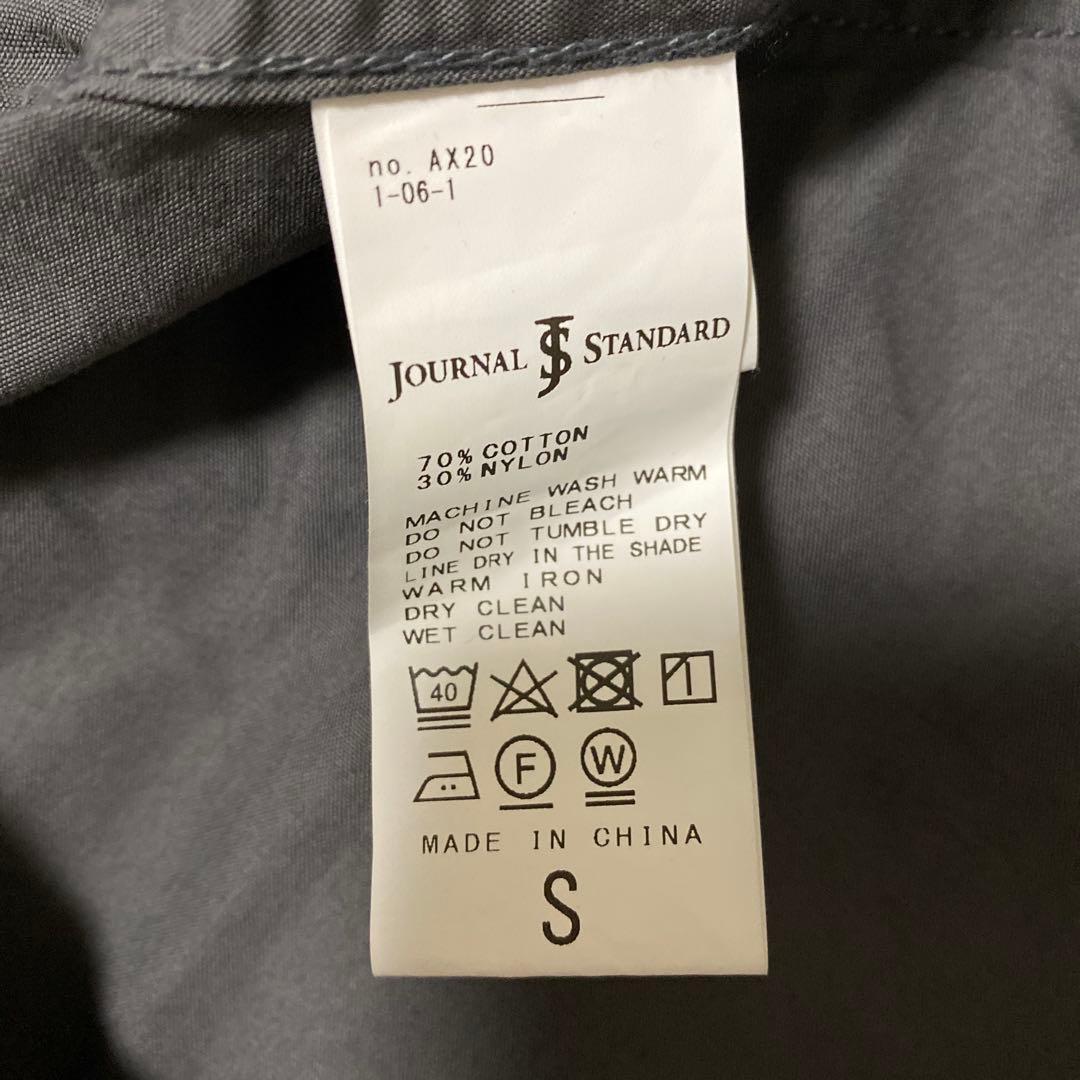 no. AX20
1-06-1
JOURNAL JS STANDARD
70% COTTON
30% NYLON
MACHINE WASH WARM
DO NOT BLEACH
DO NOT TUMBLE DRY
LINE DRY IN THE SHADE
WARM IRON
DRY CLEAN
WET CLEAN
40
F W
MADE IN CHINA
S